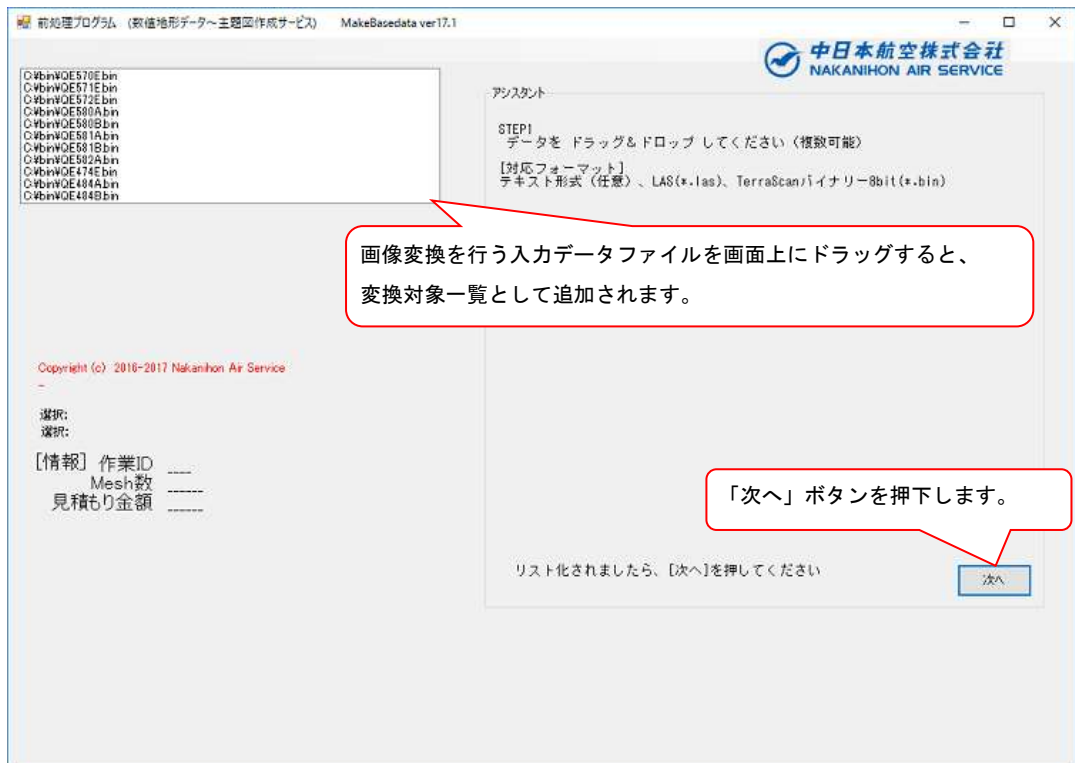 前処理プログラム (数値地形データ～主題図作成サービス) MakeBasedata ver17.1
中日本航空株式会社
NAKANIHON AIR SERVICE
C:¥bin¥QE570E.bin
C:¥bin¥QE571E.bin
C:¥bin¥QE572E.bin
C:¥bin¥QE580A.bin
C:¥bin¥QE580B.bin
C:¥bin¥QE581A.bin
C:¥bin¥QE581B.bin
C:¥bin¥QE582A.bin
C:¥bin¥QE474E.bin
C:¥bin¥QE484A.bin
C:¥bin¥QE484B.bin
アシスタント
STEP1
データを ドラッグ&ドロップ してください（複数可能）
[対応フォーマット]
テキスト形式（任意）、LAS(*.las)、TerraScanバイナリー8bit(*.bin)
画像変換を行う入力データファイルを画面上にドラッグすると、
変換対象一覧として追加されます。
Copyright (c) 2016-2017 Nakanihon Air Service
-
選択:
選択:
[情報] 作業ID ____
Mesh数 ______
見積もり金額 ______
「次へ」ボタンを押下します。
リスト化されましたら、[次へ]を押してください
次へ